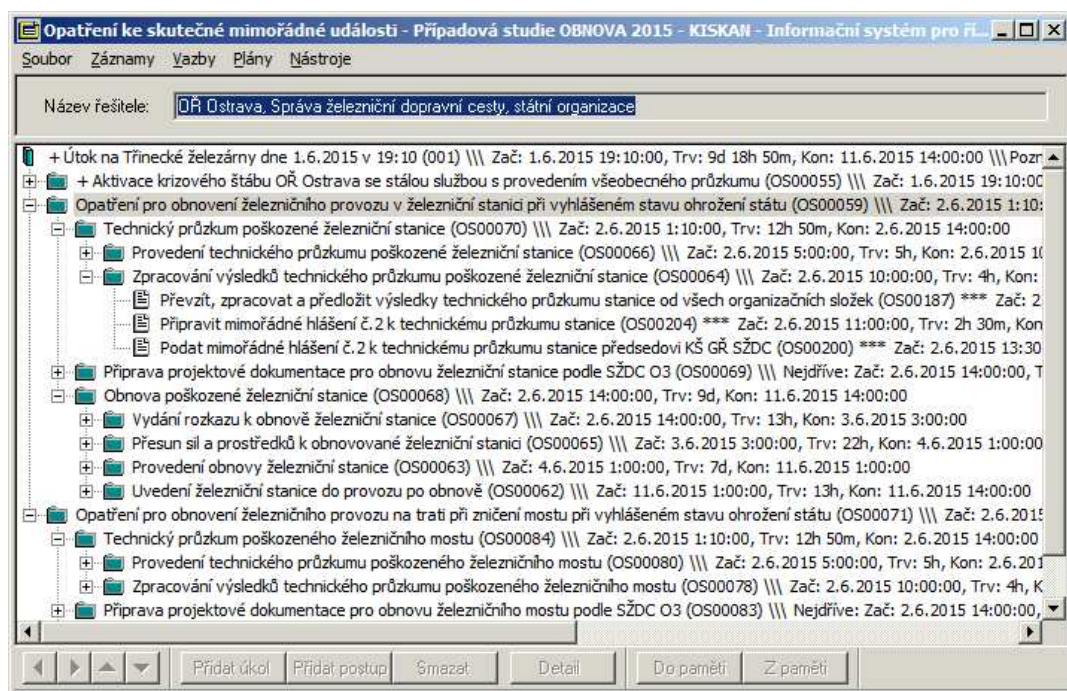 Opatření ke skutečné mimořádné události - Případová studie OBNOVA 2015 - KISKAN - Informační systém pro ří...
Soubor Záznamy Vazby Plány Nástroje
Název řešitele: OŘ Ostrava, Správa železniční dopravní cesty, státní organizace
+ Útok na Třinecké železárny dne 1.6.2015 v 19:10 (001) \\\ Zač: 1.6.2015 19:10:00, Trv: 9d 18h 50m, Kon: 11.6.2015 14:00:00 \\\ Pozn
+ Aktivace krizového štábu OŘ Ostrava se stálou službou s provedením všeobecného průzkumu (OS00055) \\\ Zač: 1.6.2015 19:10:00
Opatření pro obnovení železničního provozu v železniční stanici při vyhlášeném stavu ohrožení státu (OS00059) \\\ Zač: 2.6.2015 1:10:
Technický průzkum poškozené železniční stanice (OS00070) \\\ Zač: 2.6.2015 1:10:00, Trv: 12h 50m, Kon: 2.6.2015 14:00:00
Provedení technického průzkumu poškozené železniční stanice (OS00066) \\\ Zač: 2.6.2015 5:00:00, Trv: 5h, Kon: 2.6.2015 10
Zpracování výsledků technického průzkumu poškozené železniční stanice (OS00064) \\\ Zač: 2.6.2015 10:00:00, Trv: 4h, Kon:
Převzít, zpracovat a předložit výsledky technického průzkumu stanice od všech organizačních složek (OS00187) *** Zač: 2
Připravit mimořádné hlášení č.2 k technickému průzkumu stanice (OS00204) *** Zač: 2.6.2015 11:00:00, Trv: 2h 30m, Kon
Podat mimořádné hlášení č.2 k technickému průzkumu stanice předsedovi KŠ GŘ SŽDC (OS00200) *** Zač: 2.6.2015 13:30
Příprava projektové dokumentace pro obnovu železniční stanice podle SŽDC O3 (OS00069) \\\ Nejdříve: Zač: 2.6.2015 14:00:00, T
Obnova poškozené železniční stanice (OS00068) \\\ Zač: 2.6.2015 14:00:00, Trv: 9d, Kon: 11.6.2015 14:00:00
Vydání rozkazu k obnově železniční stanice (OS00067) \\\ Zač: 2.6.2015 14:00:00, Trv: 13h, Kon: 3.6.2015 3:00:00
Přesun sil a prostředků k obnovované železniční stanici (OS00065) \\\ Zač: 3.6.2015 3:00:00, Trv: 22h, Kon: 4.6.2015 1:00:00
Provedení obnovy železniční stanice (OS00063) \\\ Zač: 4.6.2015 1:00:00, Trv: 7d, Kon: 11.6.2015 1:00:00
Uvedení železniční stanice do provozu po obnově (OS00062) \\\ Zač: 11.6.2015 1:00:00, Trv: 13h, Kon: 11.6.2015 14:00:00
Opatření pro obnovení železničního provozu na trati při zničení mostu při vyhlášeném stavu ohrožení státu (OS00071) \\\ Zač: 2.6.2015
Technický průzkum poškozeného železničního mostu (OS00084) \\\ Zač: 2.6.2015 1:10:00, Trv: 12h 50m, Kon: 2.6.2015 14:00:00
Provedení technického průzkumu poškozeného železničního mostu (OS00080) \\\ Zač: 2.6.2015 5:00:00, Trv: 5h, Kon: 2.6.201
Zpracování výsledků technického průzkumu poškozeného železničního mostu (OS00078) \\\ Zač: 2.6.2015 10:00:00, Trv: 4h, K
Příprava projektové dokumentace pro obnovu železničního mostu podle SŽDC O3 (OS00083) \\\ Nejdříve: Zač: 2.6.2015 14:00:00,
Přidat úkol Přidat postup Smazat Detail Do paměti Z paměti